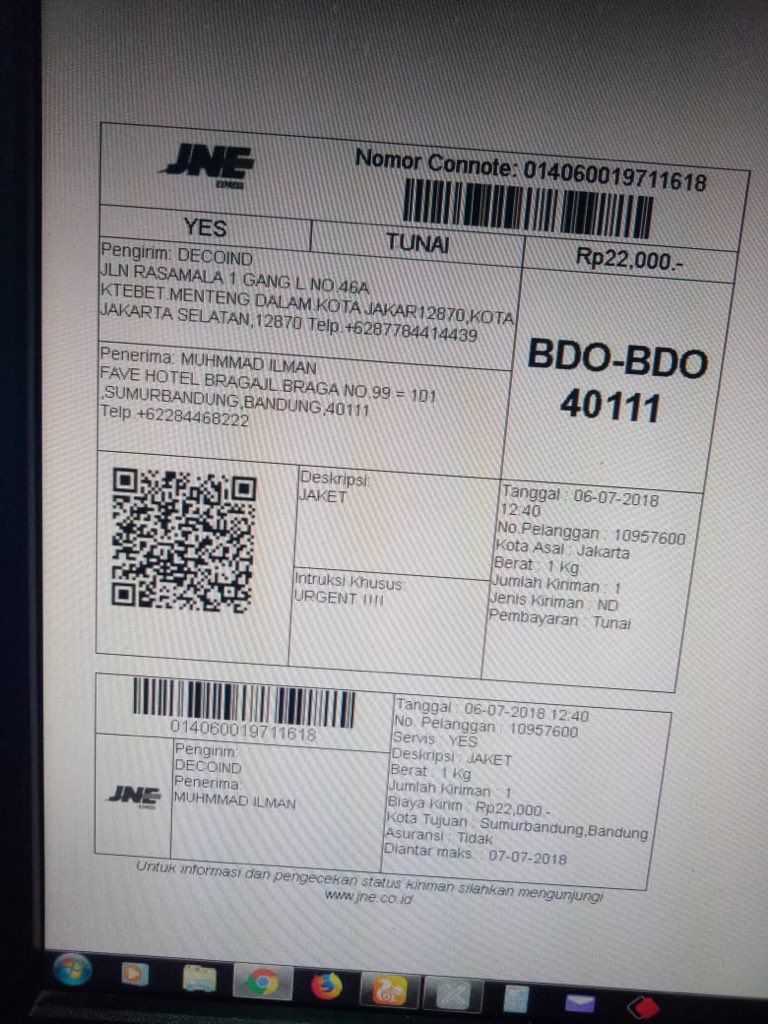 JNE
EXPRESS
Nomor Connote: 014060019711618
YES
TUNAI
Rp22,000.-
Pengirim: DECOIND
JLN RASAMALA 1 GANG L NO.46A
KTEBET.MENTENG DALAM.KOTA JAKAR12870,KOTA
JAKARTA SELATAN,12870 Telp.+6287784414439
Penerima: MUHMMAD ILMAN
FAVE HOTEL BRAGAJL.BRAGA NO.99 = 101
,SUMURBANDUNG,BANDUNG,40111
Telp.+62284468222
BDO-BDO
40111
Deskripsi:
JAKET
Intruksi Khusus:
URGENT !!!!
Tanggal : 06-07-2018
12:40
No.Pelanggan : 10957600
Kota Asal : Jakarta
Berat : 1 Kg
Jumlah Kiriman : 1
Jenis Kiriman : ND
Pembayaran : Tunai
014060019711618
JNE
Pengirim:
DECOIND
Penerima:
MUHMMAD ILMAN
Tanggal : 06-07-2018 12:40
No. Pelanggan : 10957600
Servis : YES
Deskripsi : JAKET
Berat : 1 Kg
Jumlah Kiriman : 1
Biaya Kirim : Rp22,000.-
Kota Tujuan : Sumurbandung,Bandung
Asuransi : Tidak
Diantar maks. : 07-07-2018
Untuk informasi dan pengecekan status kiriman silahkan mengunjungi
www.jne.co.id